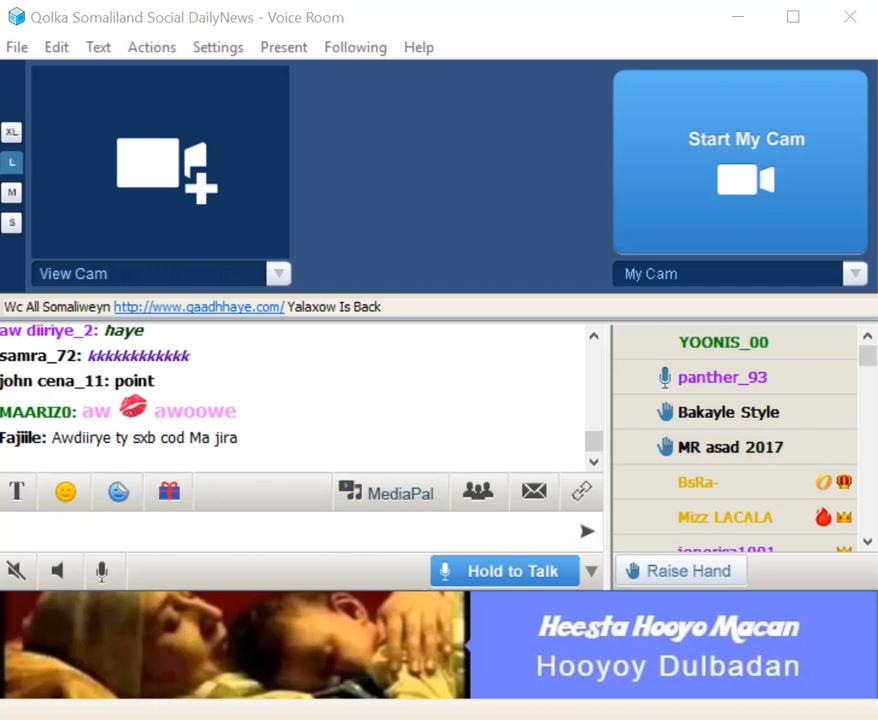 Qolka Somaliland Social DailyNews - Voice Room
File Edit Text Actions Settings Present Following Help
XL
L
M
S
Start My Cam
View Cam
My Cam
Wc All Somaliweyn http://www.qaadhhaye.com/ Yalaxow Is Back
aw diiriye_2: haye
samra_72: kkkkkkkkkkkk
john cena_11: point
MAARIZ0: aw awoowe
Fajiile: Awdiirye ty sxb cod Ma jira
YOONIS_00
panther_93
Bakayle Style
MR asad 2017
BsRa-
Mizz LACALA
T
MediaPal
Hold to Talk
Raise Hand
Heesta Hooyo Macan
Hooyoy Dulbadan